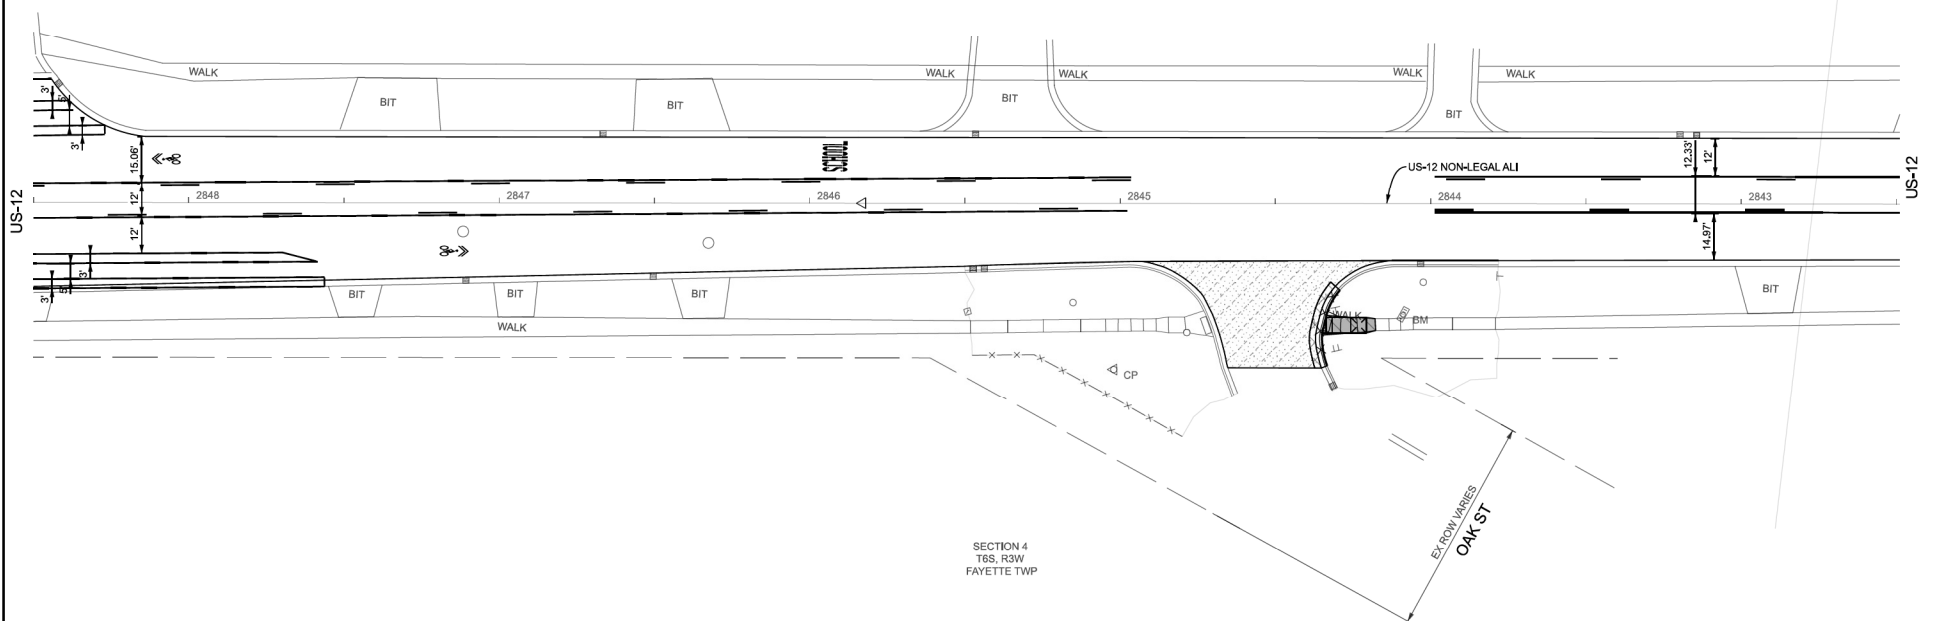 WALK
WALK
WALK
WALK
WALK
BIT
BIT
BIT
BIT
3'
5'
3'
15.06'
SCHOOL
12.33'
12'
US-12 NON-LEGAL ALI
US-12
2848
2847
2846
2845
2844
2843
US-12
12'
12'
14.97'
3'
5'
3'
BIT
BIT
BIT
BIT
WALK
WALK
BM
CP
EX ROW VARIES
OAK ST
SECTION 4
T6S, R3W
FAYETTE TWP